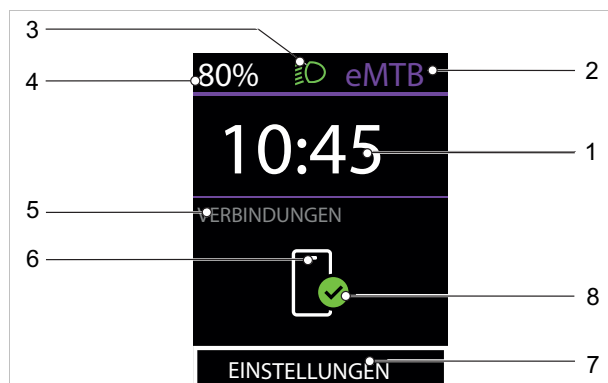 3
4 80% eMTB 2
10:45 1
5 VERBINDUNGEN
6
8
EINSTELLUNGEN 7